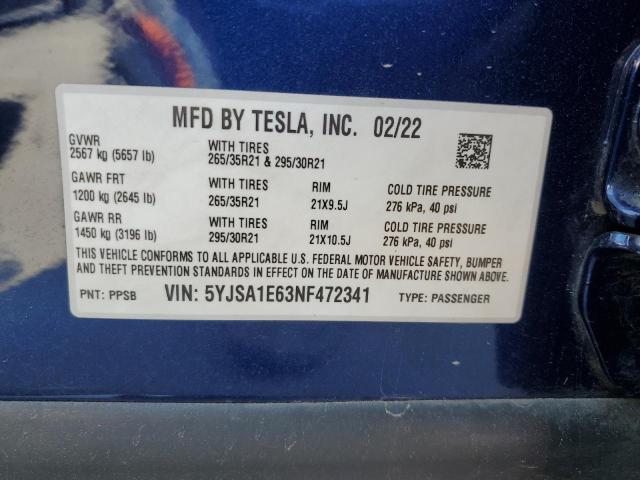 MFD BY TESLA, INC. 02/22
GVWR
2567 kg (5657 lb)
WITH TIRES
265/35R21 & 295/30R21
GAWR FRT
1200 kg (2645 lb)
WITH TIRES
265/35R21
RIM
21X9.5J
COLD TIRE PRESSURE
276 kPa, 40 psi
GAWR RR
1450 kg (3196 lb)
WITH TIRES
295/30R21
RIM
21X10.5J
COLD TIRE PRESSURE
276 kPa, 40 psi
THIS VEHICLE CONFORMS TO ALL APPLICABLE U.S. FEDERAL MOTOR VEHICLE SAFETY, BUMPER
AND THEFT PREVENTION STANDARDS IN EFFECT ON THE DATE OF MANUFACTURE SHOWN ABOVE.
PNT: PPSB VIN: 5YJSA1E63NF472341 TYPE: PASSENGER